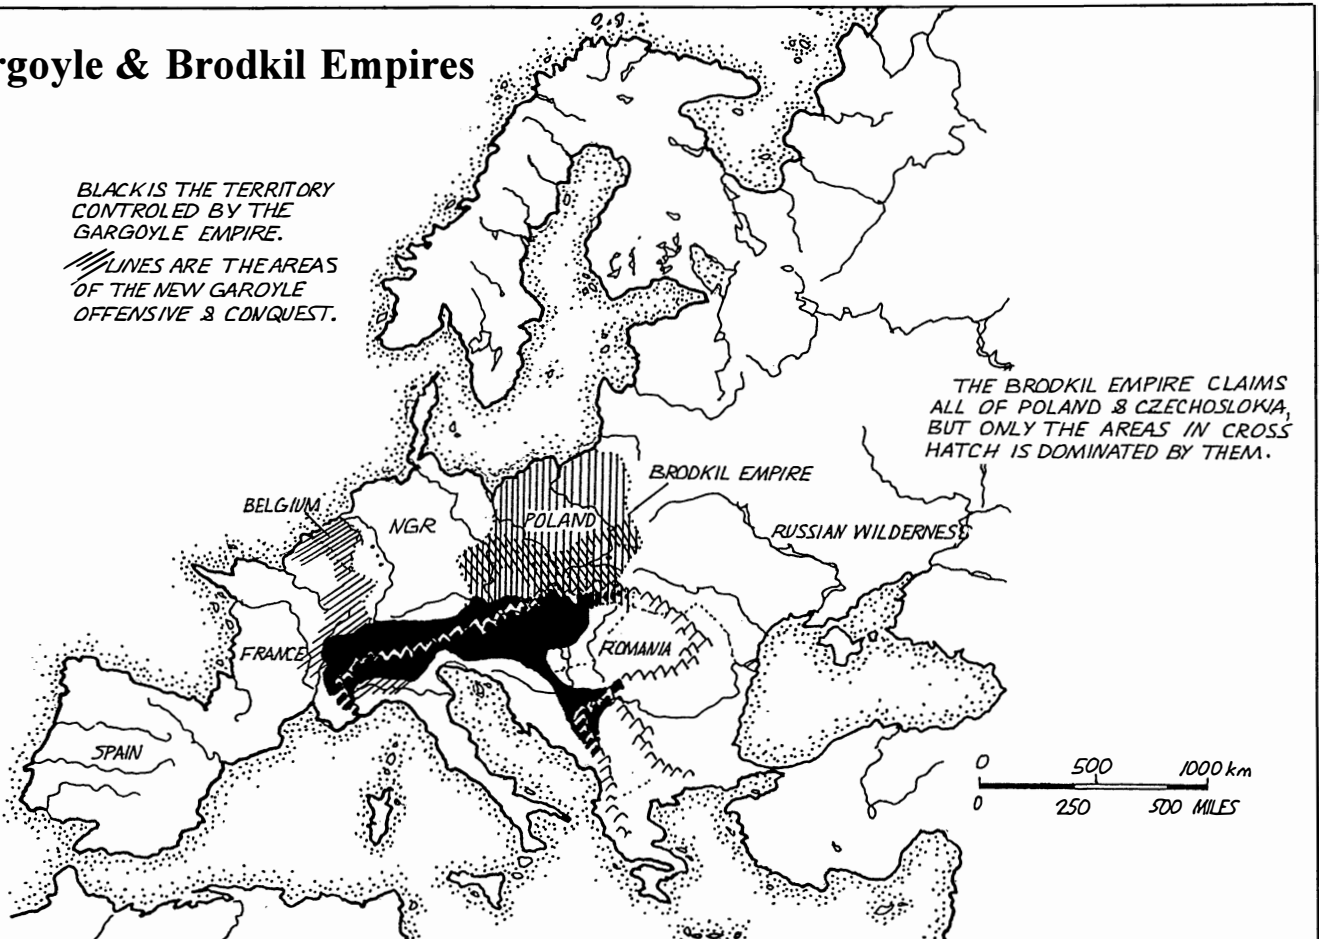 rgoyle & Brodkil Empires
BLACK IS THE TERRITORY
CONTROLED BY THE
GARGOYLE EMPIRE.
LINES ARE THE AREAS
OF THE NEW GAROYLE
OFFENSIVE & CONQUEST.
THE BRODKIL EMPIRE CLAIMS
ALL OF POLAND & CZECHOSLOKIA,
BUT ONLY THE AREAS IN CROSS
HATCH IS DOMINATED BY THEM.
BRODKIL EMPIRE
BELGIUM
NGR
POLAND
RUSSIAN WILDERNESS
FRANCE
ROMANIA
SPAIN
0 500 1000 km
0 250 500 MILES